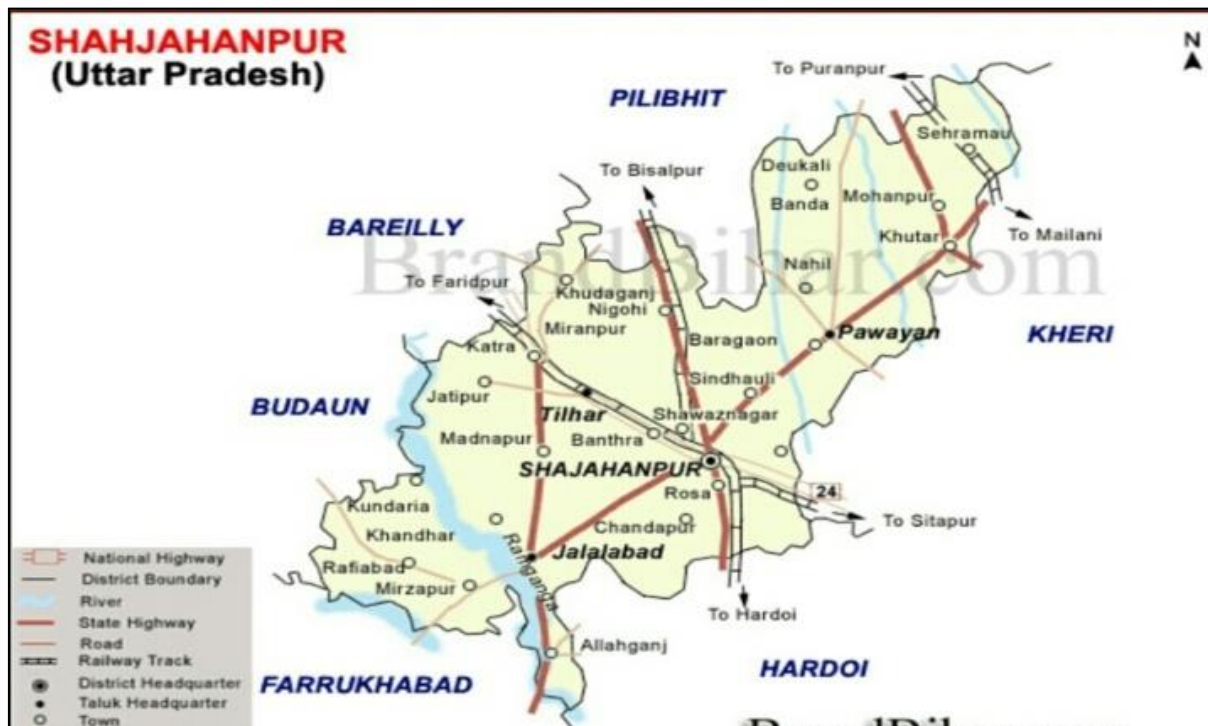 SHAHJAHANPUR
(Uttar Pradesh)
N
To Puranpur
PILIBHIT
Sehramau
To Bisalpur
Deukali
Banda
Mohanpur
BAREILLY
Khutar
To Mailani
BrandBihar.com
Nahil
To Faridpur
Khudaganj
Nigohi
Miranpur
Pawayan
KHERI
Katra
Baragaon
Sindhauli
Jatipur
BUDAUN
Tilhar
Shawaznagar
Madnapur
Banthra
SHAJAHANPUR
Rosa
24
Kundaria
Chandapur
To Sitapur
Khandhar
Ramganga
Jalalabad
Rafiabad
Mirzapur
To Hardoi
Allahganj
HARDOI
FARRUKHABAD
National Highway
District Boundary
River
State Highway
Road
Railway Track
District Headquarter
Taluk Headquarter
Town